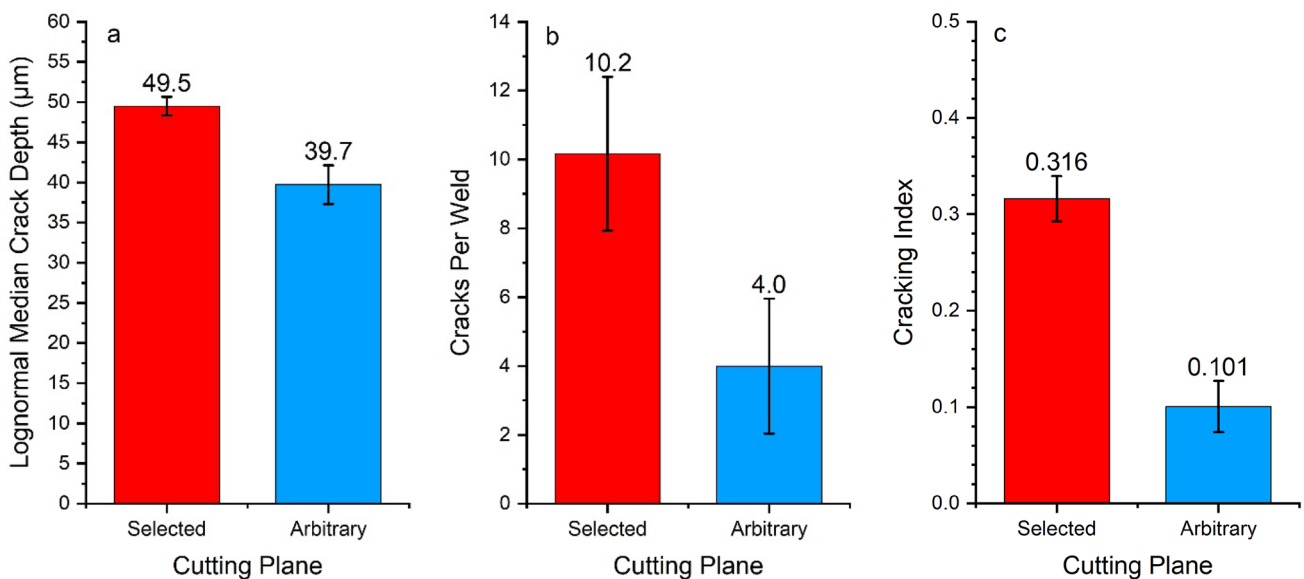 a
Lognormal Median Crack Depth (µm)
60
55
50
45
40
35
30
25
20
15
10
5
0
49.5
39.7
Selected
Arbitrary
Cutting Plane
b
Cracks Per Weld
14
12
10
8
6
4
2
0
10.2
4.0
Selected
Arbitrary
Cutting Plane
c
Cracking Index
0.5
0.4
0.3
0.2
0.1
0.0
0.316
0.101
Selected
Arbitrary
Cutting Plane